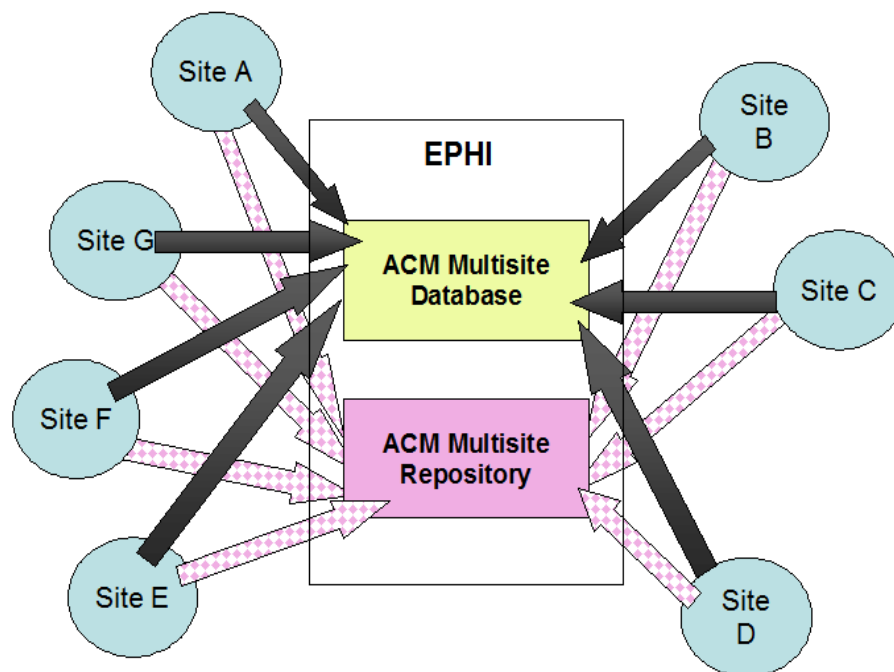 Site A
Site
B
EPHI
Site G
ACM Multisite
Database
Site C
Site F
ACM Multisite
Repository
Site E
Site
D